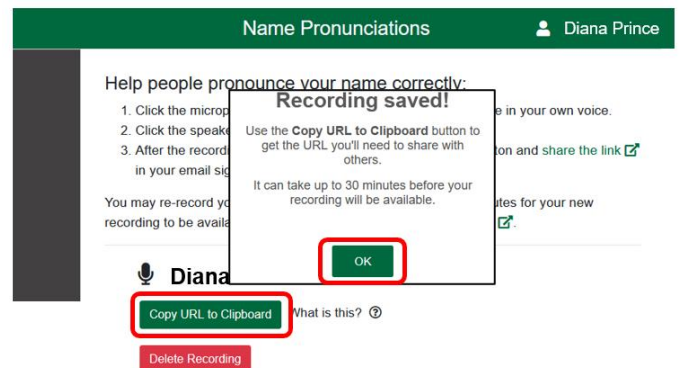 Name Pronunciations
Diana Prince
Help people pronounce your name correctly:
1. Click the microp
e in your own voice.
2. Click the speake
3. After the recordi
ton and share the link
in your email sig
You may re-record yo
utes for your new
recording to be availa
Recording saved!
Use the Copy URL to Clipboard button to
get the URL you'll need to share with
others.
It can take up to 30 minutes before your
recording will be available.
OK
Diana
Copy URL to Clipboard
What is this?
Delete Recording